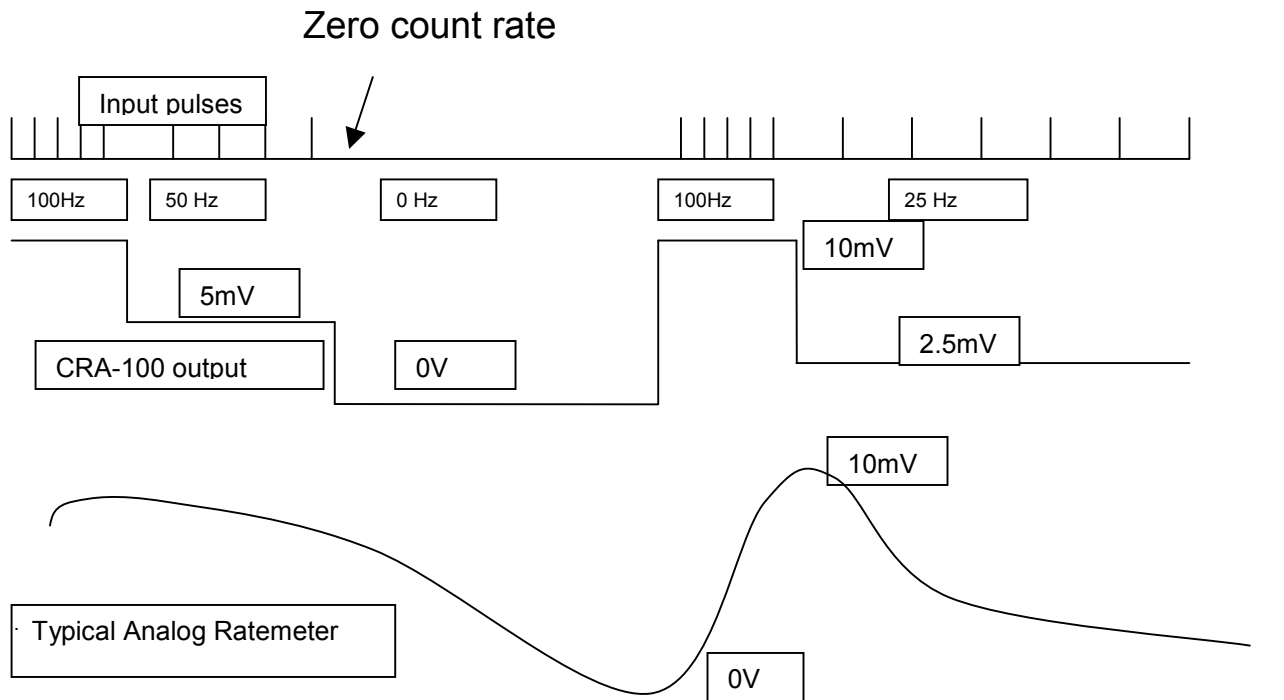 Zero count rate
Input pulses
100Hz
50 Hz
0 Hz
100Hz
25 Hz
10mV
5mV
2.5mV
CRA-100 output
0V
10mV
Typical Analog Ratemeter
0V